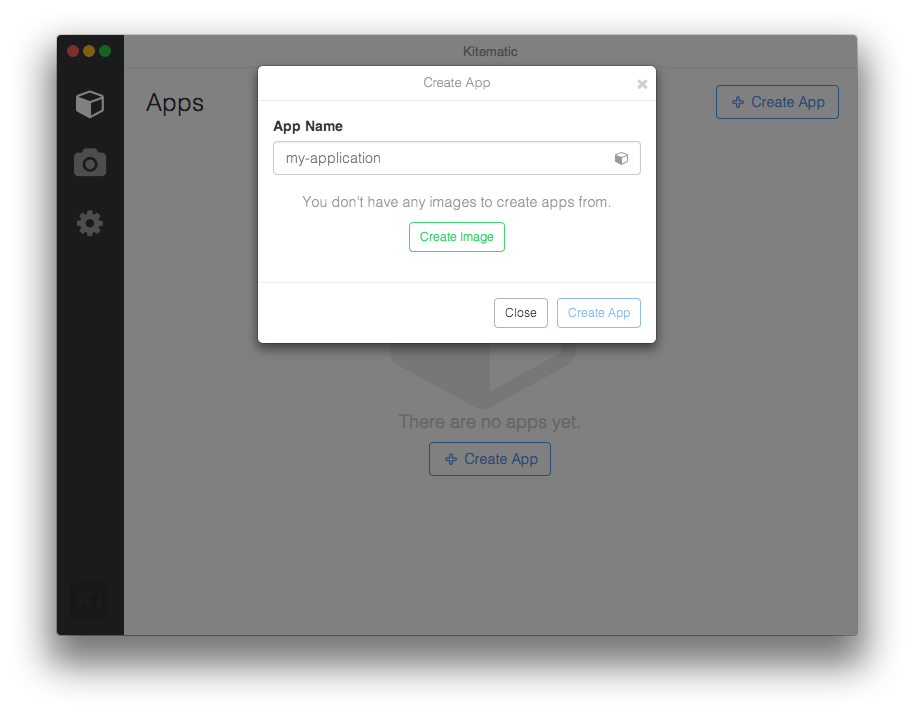 Kitematic
Apps
Create App
Create App
App Name
my-application
You don't have any images to create apps from.
Create Image
Close
Create App
There are no apps yet.
Create App